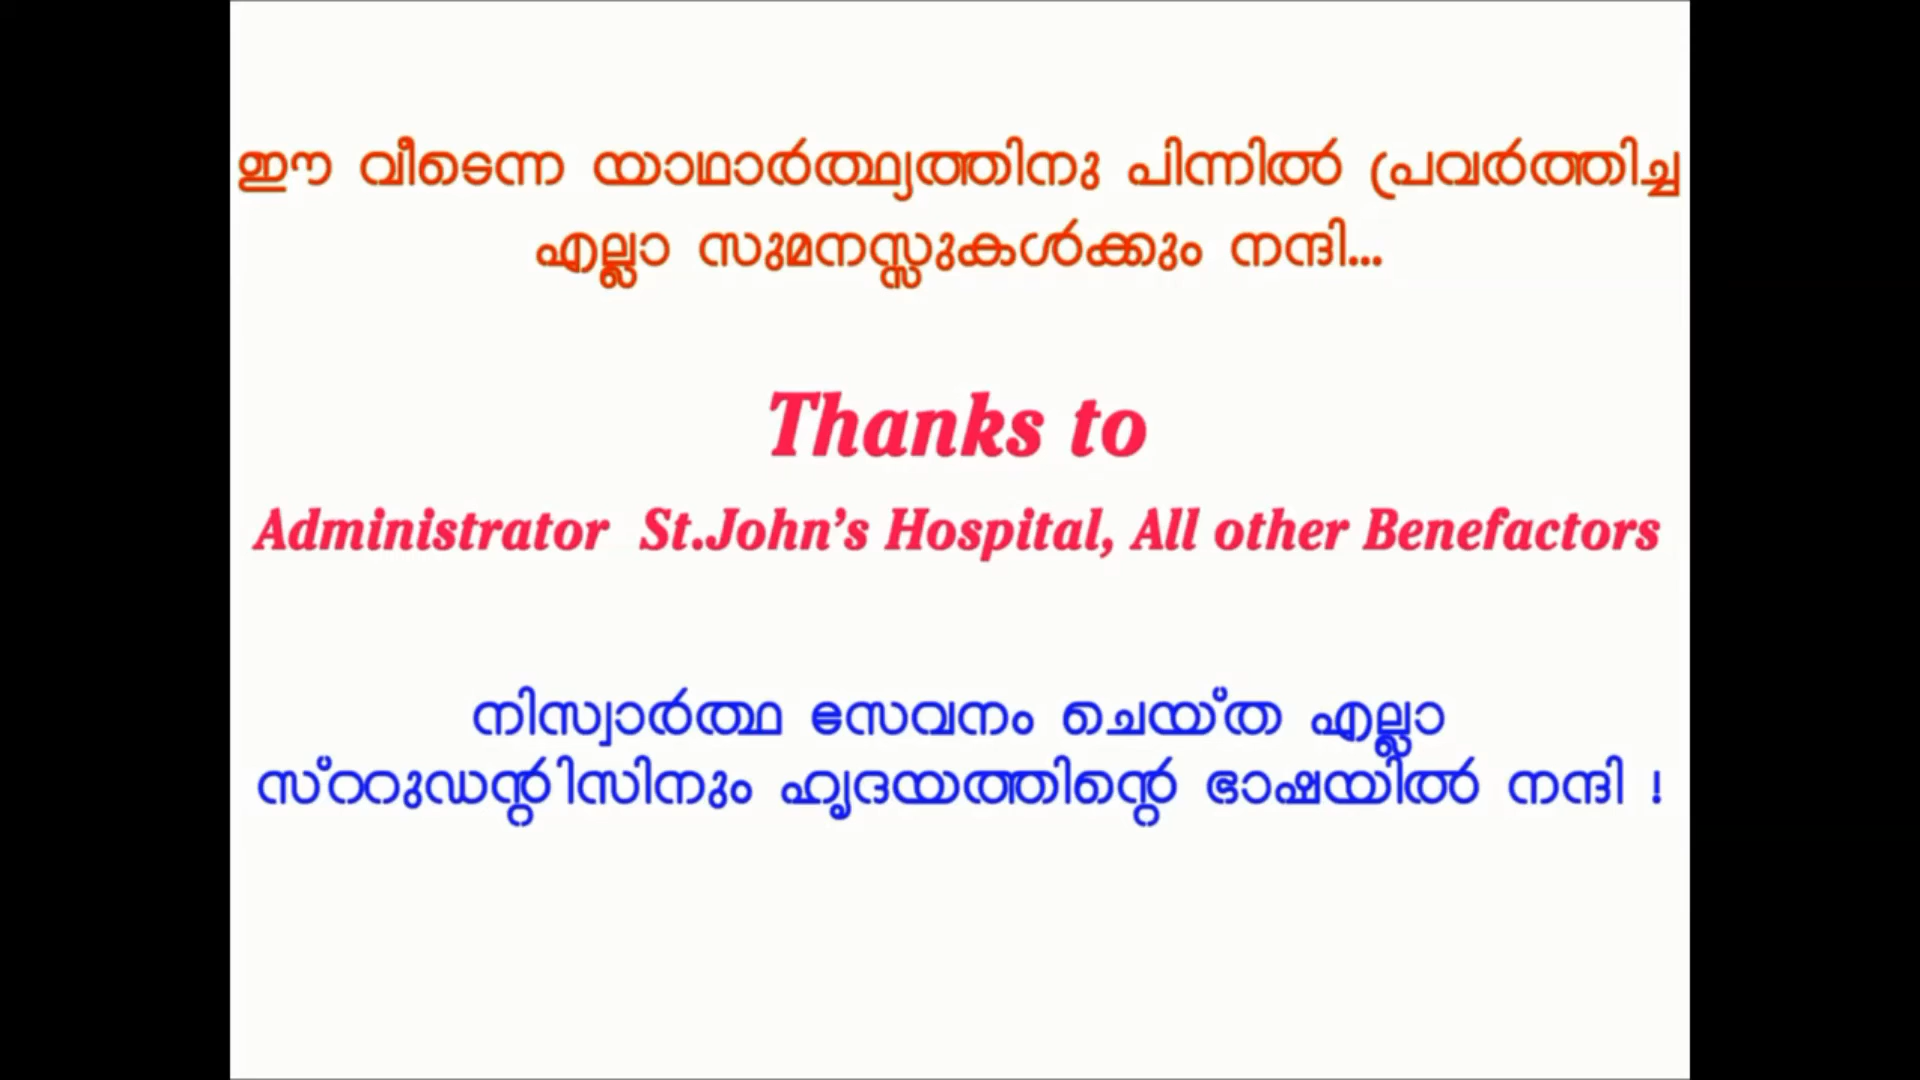 ഈ വീടെന്ന യാഥാർത്ഥ്യത്തിനു പിന്നിൽ പ്രവർത്തിച്ച
എല്ലാ സുമനസ്സുകൾക്കും നന്ദി...
Thanks to
Administrator St.John's Hospital, All other Benefactors
നിസ്വാർത്ഥ സേവനം ചെയ്ത എല്ലാ
സ്ററുഡന്റിസിനും ഹൃദയത്തിന്റെ ഭാഷയിൽ നന്ദി !